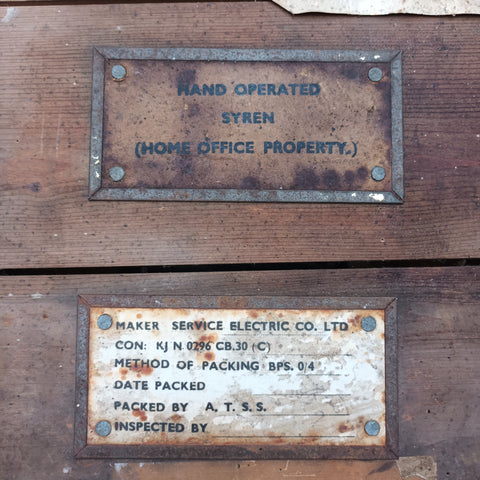 HAND OPERATED
SYREN
(HOME OFFICE PROPERTY.)
MAKER SERVICE ELECTRIC CO. LTD
CON: KJ N 0296 CB.30 (C)
METHOD OF PACKING BPS. 0/4
DATE PACKED
PACKED BY A. T. S. S.
INSPECTED BY